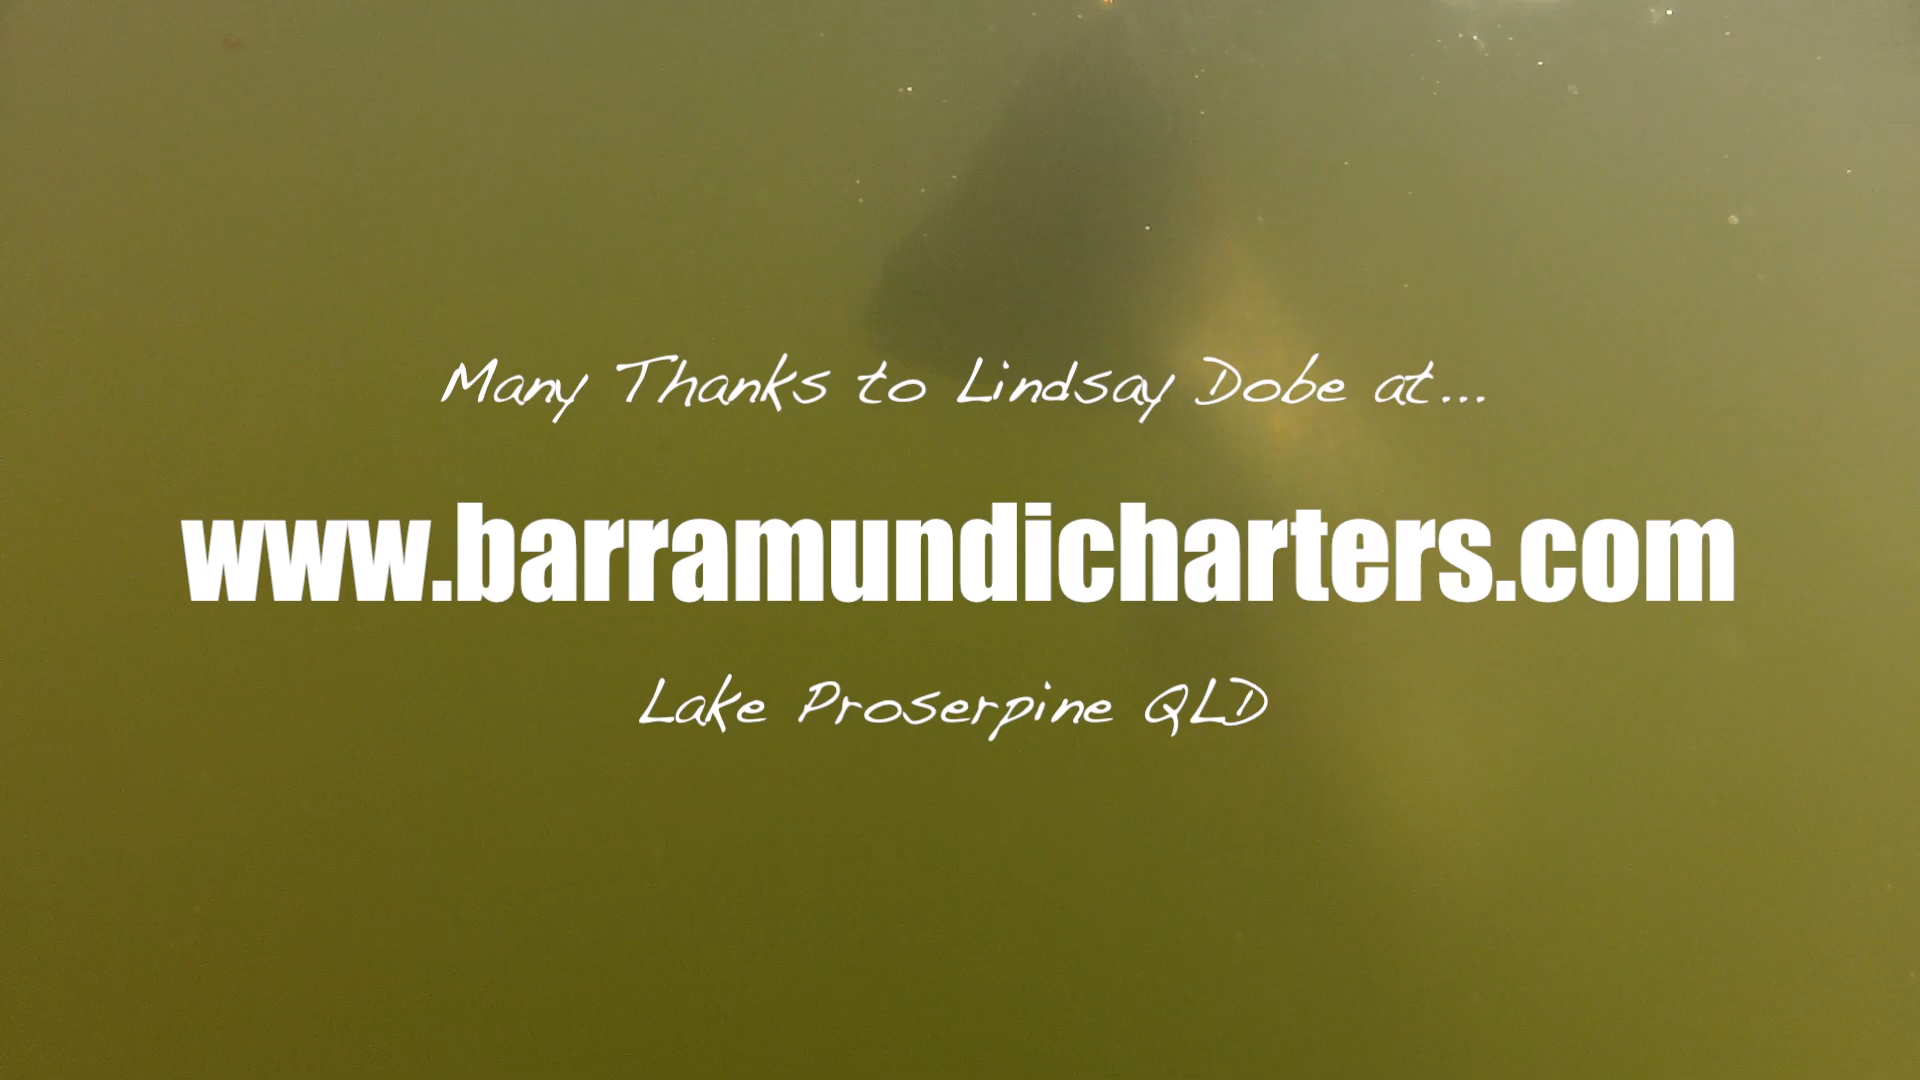 Many Thanks to Lindsay Dobe at...
www.barramundicharters.com
Lake Proserpine QLD